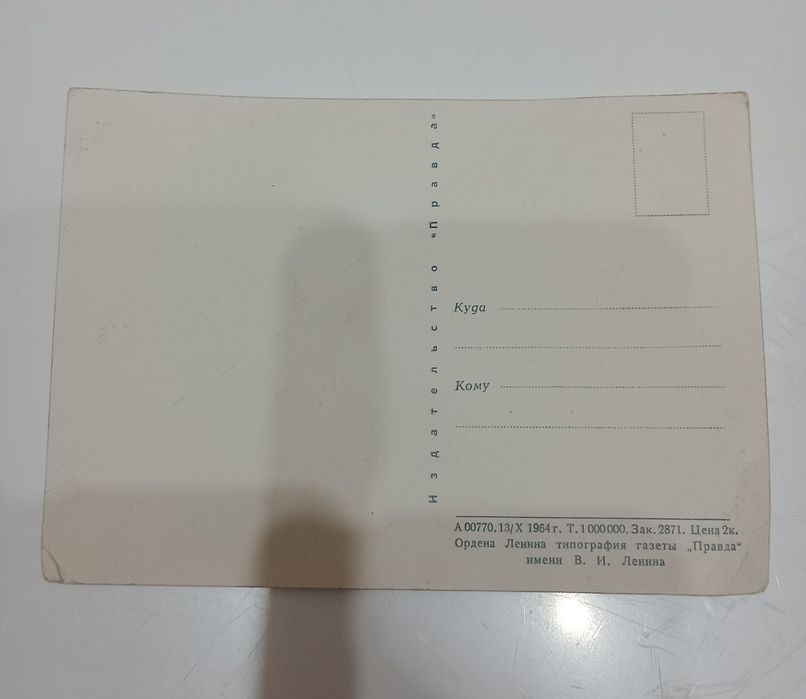 Издательство «Правда»
Куда
Кому
А 00770. 13/X 1964 г. Т. 1 000 000. Зак. 2871. Цена 2к.
Ордена Ленина типография газеты „Правда“
имени В. И. Ленина